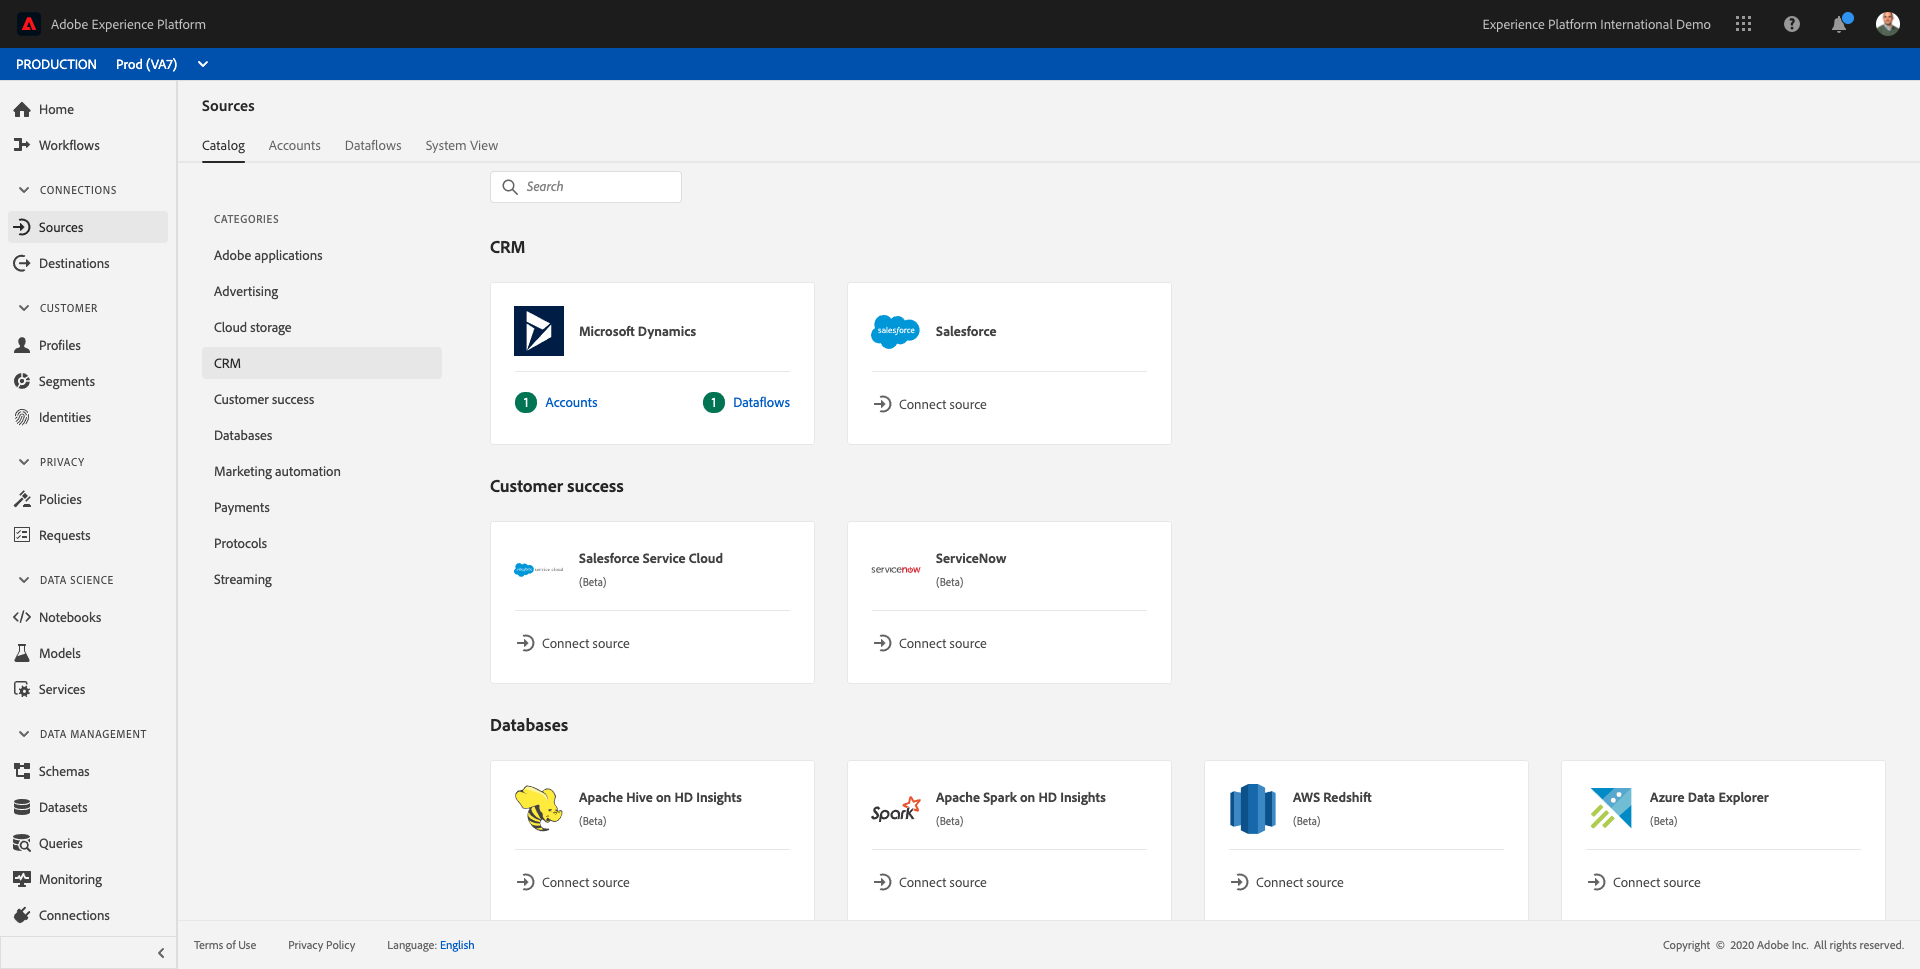 Adobe Experience Platform
Experience Platform International Demo
PRODUCTION Prod (VA7)
Home
Workflows
CONNECTIONS
Sources
Destinations
CUSTOMER
Profiles
Segments
Identities
PRIVACY
Policies
Requests
DATA SCIENCE
Notebooks
Models
Services
DATA MANAGEMENT
Schemas
Datasets
Queries
Monitoring
Connections
Sources
Catalog Accounts Dataflows System View
CATEGORIES
Adobe applications
Advertising
Cloud storage
CRM
Customer success
Databases
Marketing automation
Payments
Protocols
Streaming
Search
CRM
Microsoft Dynamics
1 Accounts 1 Dataflows
salesforce
Salesforce
Connect source
Customer success
service cloud
Salesforce Service Cloud
(Beta)
Connect source
servicenow
ServiceNow
(Beta)
Connect source
Databases
Apache Hive on HD Insights
(Beta)
Connect source
Spark
Apache Spark on HD Insights
(Beta)
Connect source
AWS Redshift
(Beta)
Connect source
Azure Data Explorer
(Beta)
Connect source
Terms of Use Privacy Policy Language: English
Copyright © 2020 Adobe Inc. All rights reserved.